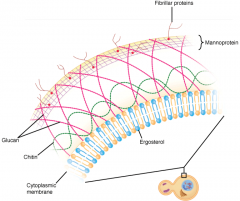 Fibrillar proteins
Mannoprotein
Glucan
Chitin
Ergosterol
Cytoplasmic
membrane